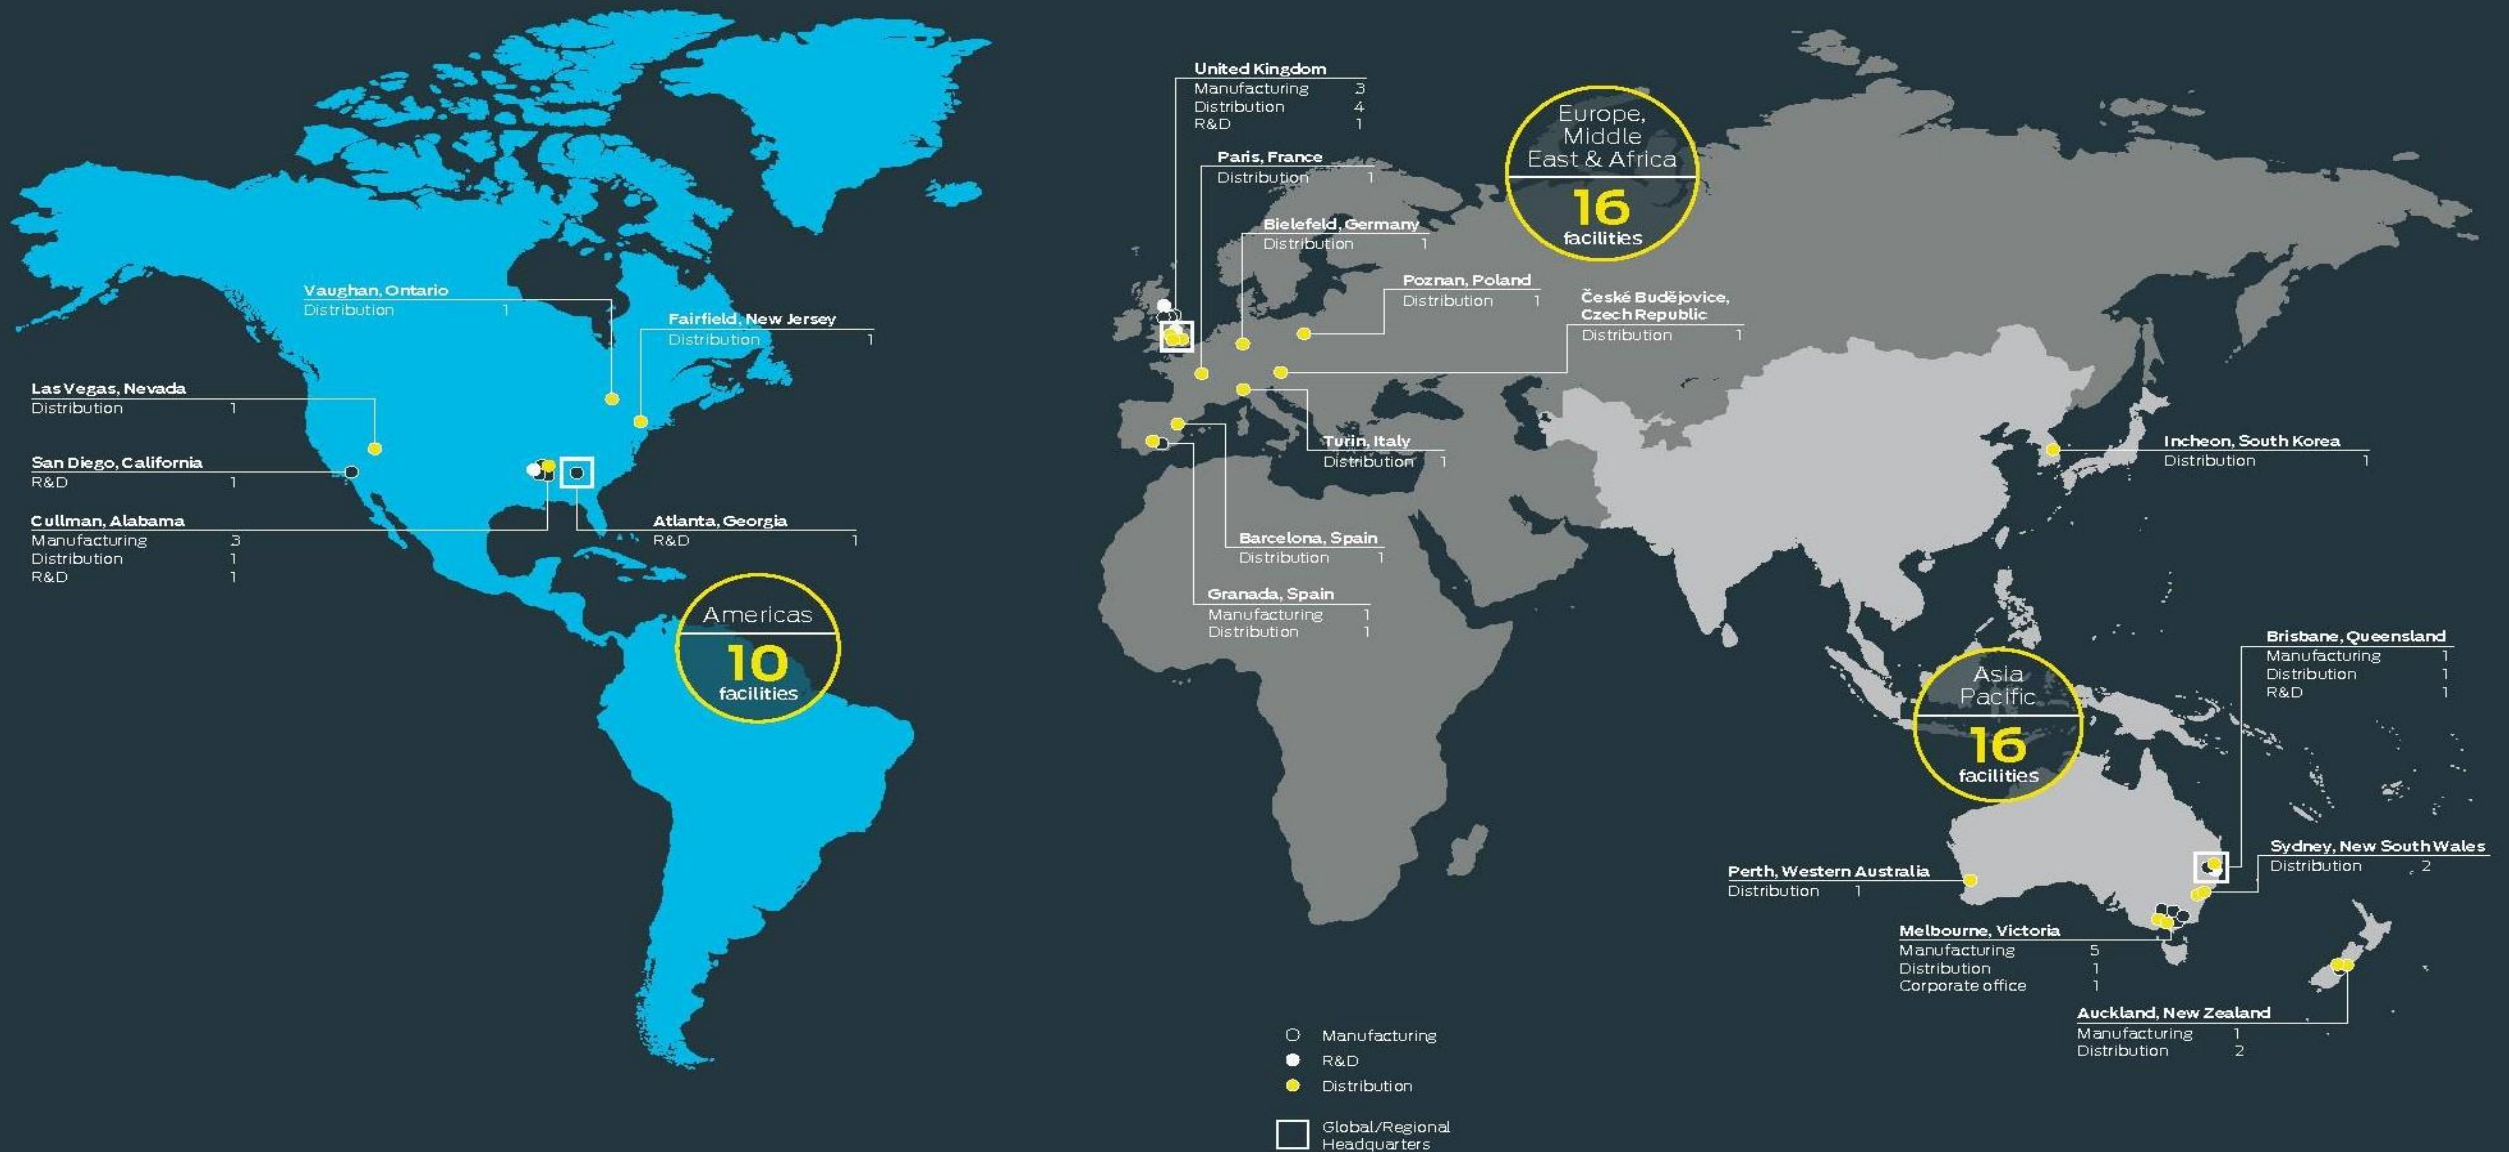 United Kingdom
Manufacturing 3
Distribution 4
R&D 1
Paris, France
Distribution 1
Bielefeld, Germany
Distribution 1
Poznan, Poland
Distribution 1
České Budějovice,
Czech Republic
Distribution 1
Europe,
Middle
East & Africa
16
facilities
Vaughan, Ontario
Distribution 1
Fairfield, New Jersey
Distribution 1
Las Vegas, Nevada
Distribution 1
San Diego, California
R&D 1
Cullman, Alabama
Manufacturing 3
Distribution 1
R&D 1
Atlanta, Georgia
R&D 1
Americas
10
facilities
Turin, Italy
Distribution 1
Barcelona, Spain
Distribution 1
Granada, Spain
Manufacturing 1
Distribution 1
Incheon, South Korea
Distribution 1
Asia
Pacific
16
facilities
Brisbane, Queensland
Manufacturing 1
Distribution 1
R&D 1
Sydney, New South Wales
Distribution 2
Perth, Western Australia
Distribution 1
Melbourne, Victoria
Manufacturing 5
Distribution 1
Corporate office 1
Auckland, New Zealand
Manufacturing 1
Distribution 2
Manufacturing
R&D
Distribution
Global/Regional
Headquarters